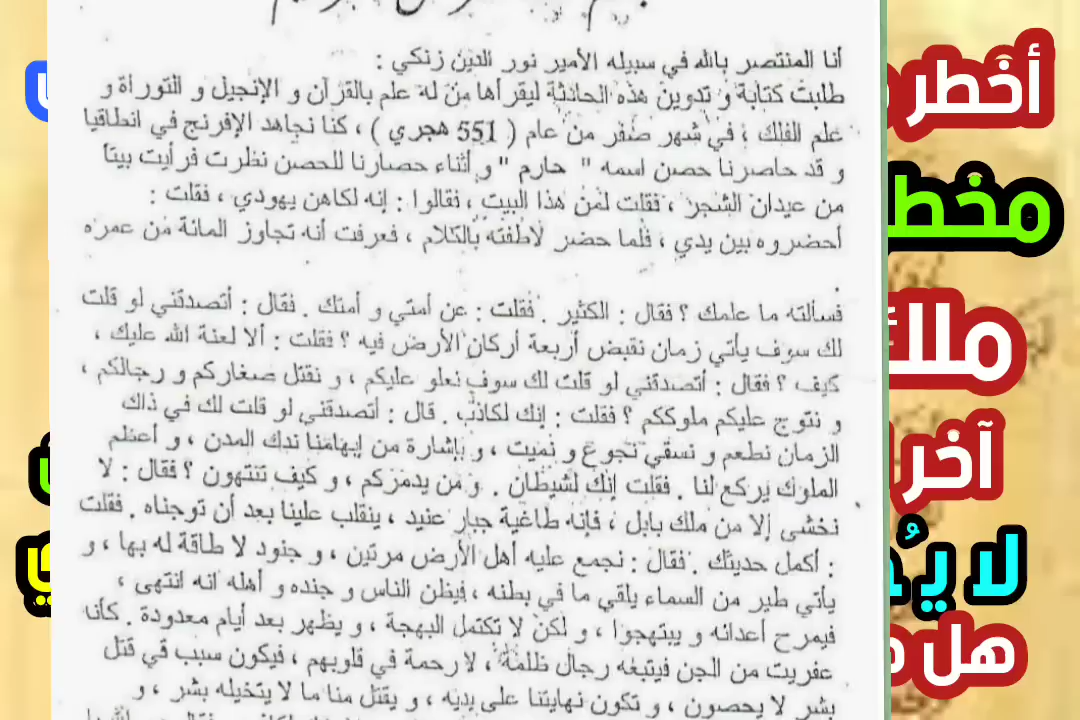 أنا المنتصر بالله في سبيله الأمير نور الدين زنكي :
طلبت كتابة و تدوين هذه الحادثة ليقرأها من له علم بالقرآن و الإنجيل و التوراة و
علم الفلك ، في شهر صفر من عام ( 551 هجري ) ، كنا نجاهد الإفرنج في انطاقيا
و قد حاصرنا حصن اسمه " حارم " و أثناء حصارنا للحصن نظرت فرأيت بيتاً
من عيدان الشجر ، فقلت لمن هذا البيت ، فقالوا : إنه لكاهن يهودي ، فقلت :
أحضروه بين يدي ، فلما حضر لاطفته بالكلام ، فعرفت أنه تجاوز المائة من عمره
.
فسألته ما علمك ؟ فقال : الكثير . فقلت : عن أمتي و أمتك . فقال : أتصدقني لو قلت
لك سوف يأتي زمان نقبض أربعة أركان الأرض فيه ؟ فقلت : ألا لعنة الله عليك ،
كيف ؟ فقال : أتصدقني لو قلت لك سوف نعلو عليكم ، و نقتل صغاركم و رجالكم ،
و نتوج عليكم ملوككم ؟ فقلت : إنك لكاذب . قال : أتصدقني لو قلت لك في ذاك
الزمان نطعم و نسقي نجوع و نميت ، و بإشارة من إبهامنا ندك المدن ، و أعظم
الملوك يركع لنا . فقلت إنك لشيطان . و من يدمركم ، و كيف تنتهون ؟ فقال : لا
نخشى إلا من ملك بابل ، فإنه طاغية جبار عنيد ، ينقلب علينا بعد أن توجناه . فقلت
: أكمل حديثك . فقال : نجمع عليه أهل الأرض مرتين ، و جنود لا طاقة له بها ، و
يأتي طير من السماء يلقي ما في بطنه ، فيظن الناس و جنده و أهله انه انتهى ،
فيمرح أعدائه و يبتهجوا ، و لكن لا تكتمل البهجة ، و يظهر بعد أيام معدودة . كأنه
عفريت من الجن فيتبعه رجال ظلمة ، لا رحمة في قلوبهم ، فيكون سبب في قتل
بشر لا يحصون ، و تكون نهايتنا على يديه ، و يقتل منا ما لا يتخيله بشر ، و
أخطر
مخط
ملك
آخر
لا يُ
هل